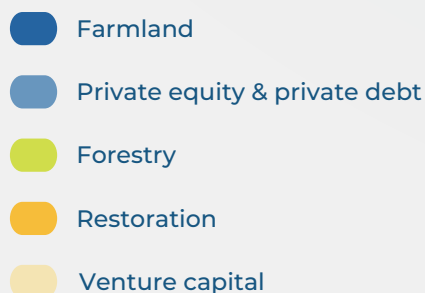 Farmland
Private equity & private debt
Forestry
Restoration
Venture capital